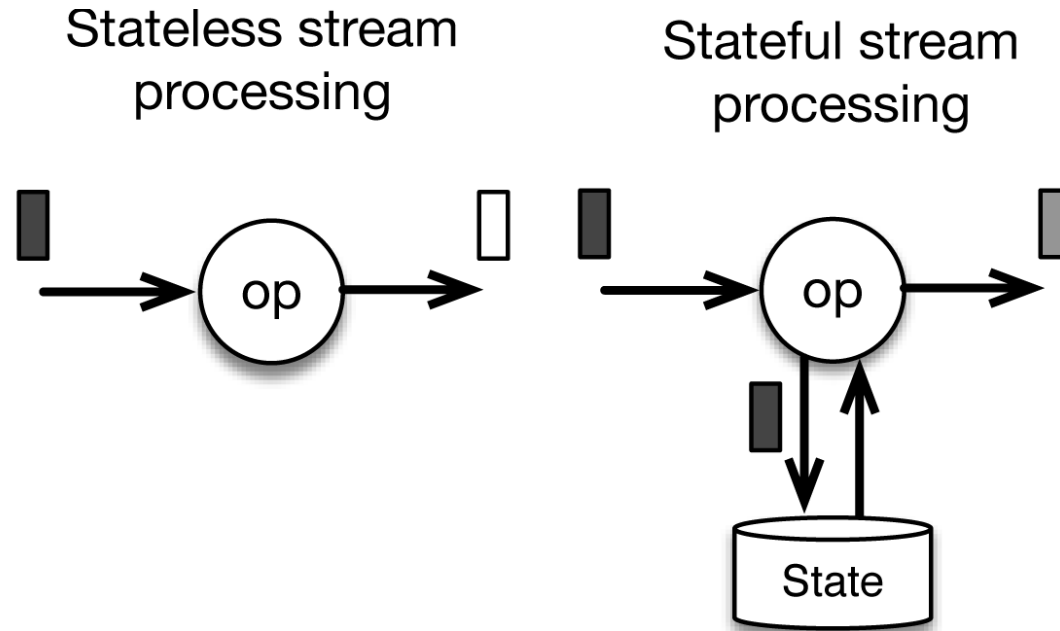 Stateless stream
processing
Stateful stream
processing
op
op
State